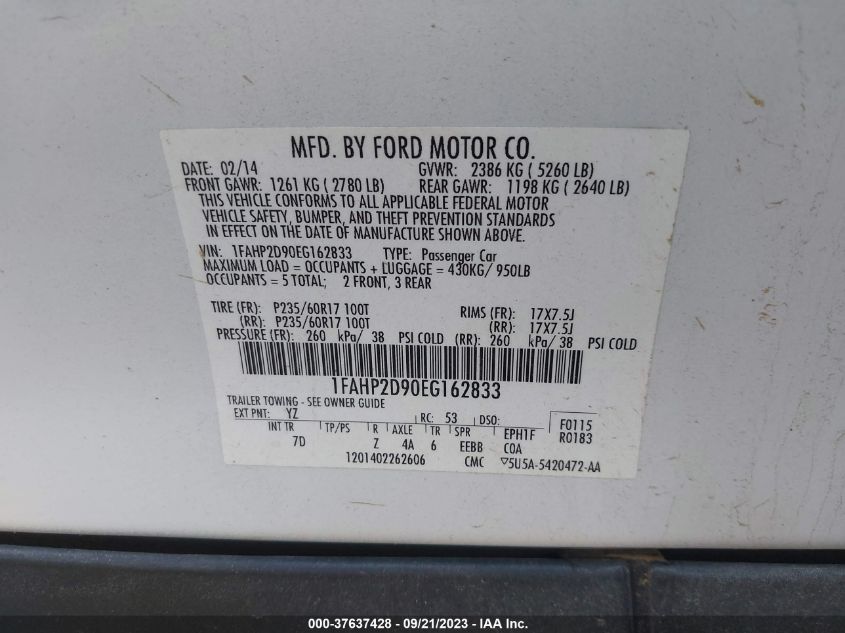 MFD. BY FORD MOTOR CO.
DATE: 02/14 GVWR: 2386 KG ( 5260 LB)
FRONT GAWR: 1261 KG ( 2780 LB) REAR GAWR: 1198 KG ( 2640 LB)
THIS VEHICLE CONFORMS TO ALL APPLICABLE FEDERAL MOTOR
VEHICLE SAFETY, BUMPER, AND THEFT PREVENTION STANDARDS
IN EFFECT ON THE DATE OF MANUFACTURE SHOWN ABOVE.
VIN: 1FAHP2D90EG162833 TYPE: Passenger Car
MAXIMUM LOAD = OCCUPANTS + LUGGAGE = 430KG/ 950LB
OCCUPANTS = 5 TOTAL; 2 FRONT, 3 REAR
TIRE (FR): P235/60R17 100T RIMS (FR): 17X7.5J
(RR): P235/60R17 100T (RR): 17X7.5J
PRESSURE (FR): 260 kPa/ 38 PSI COLD (RR): 260 kPa/ 38 PSI COLD
1FAHP2D90EG162833
TRAILER TOWING - SEE OWNER GUIDE
EXT PNT: YZ RC: 53 DSO: F0115
INT TR TP/PS R AXLE TR SPR EPH1F R0183
7D Z 4A 6 EEBB C0A
1201402262606 CMC ▽5U5A-5420472-AA
000-37637428 - 09/21/2023 - IAA Inc.